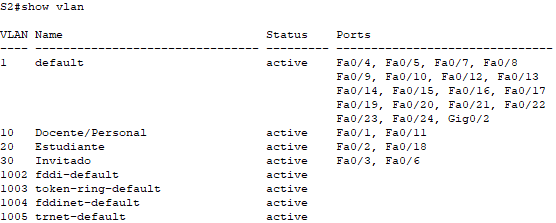 S2#show vlan
VLAN Name                             Status    Ports
---- -------------------------------- --------- -------------------------------
1    default                          active    Fa0/4, Fa0/5, Fa0/7, Fa0/8
                                                Fa0/9, Fa0/10, Fa0/12, Fa0/13
                                                Fa0/14, Fa0/15, Fa0/16, Fa0/17
                                                Fa0/19, Fa0/20, Fa0/21, Fa0/22
                                                Fa0/23, Fa0/24, Gig0/2
10   Docente/Personal                 active    Fa0/1, Fa0/11
20   Estudiante                       active    Fa0/2, Fa0/18
30   Invitado                         active    Fa0/3, Fa0/6
1002 fddi-default                     active
1003 token-ring-default               active
1004 fddinet-default                  active
1005 trnet-default                    active